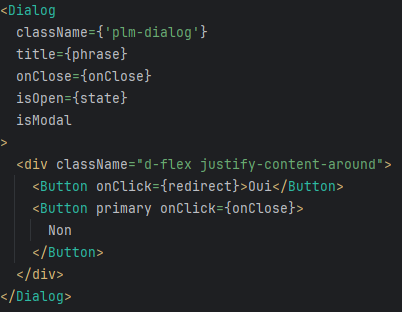 <Dialog
  className={'plm-dialog'}
  title={phrase}
  onClose={onClose}
  isOpen={state}
  isModal
>
  <div className="d-flex justify-content-around">
    <Button onClick={redirect}>Oui</Button>
    <Button primary onClick={onClose}>
      Non
    </Button>
  </div>
</Dialog>